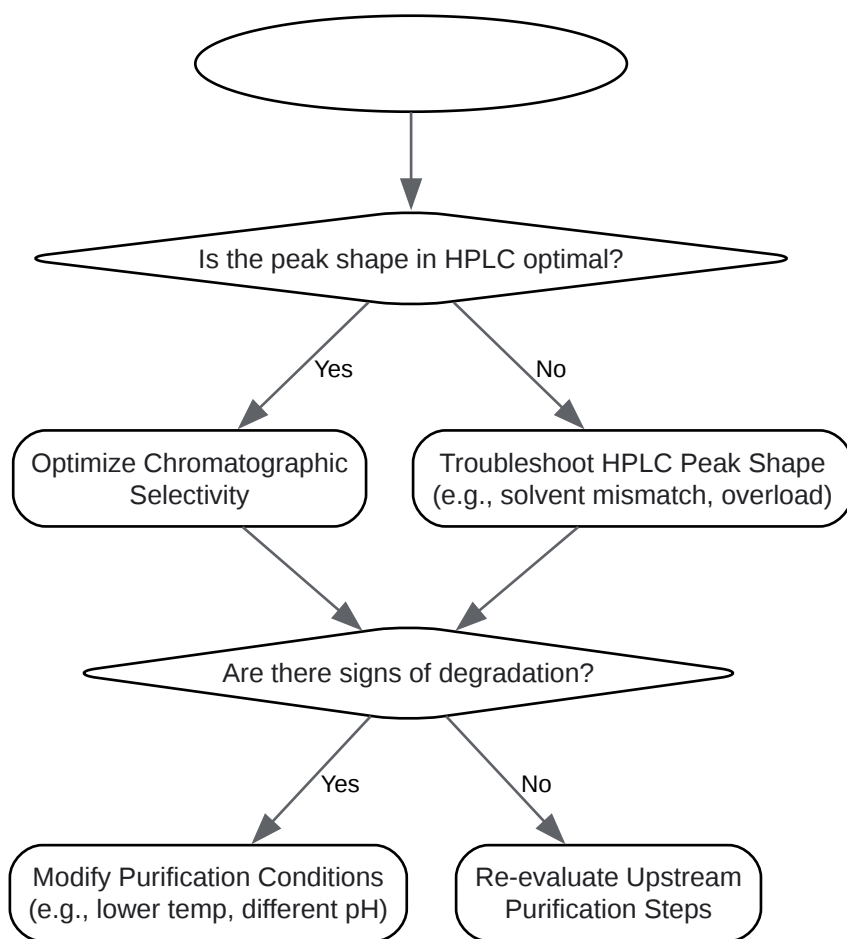 Is the peak shape in HPLC optimal?
Yes
No
Optimize Chromatographic
Selectivity
Troubleshoot HPLC Peak Shape
(e.g., solvent mismatch, overload)
Are there signs of degradation?
Yes
No
Modify Purification Conditions
(e.g., lower temp, different pH)
Re-evaluate Upstream
Purification Steps